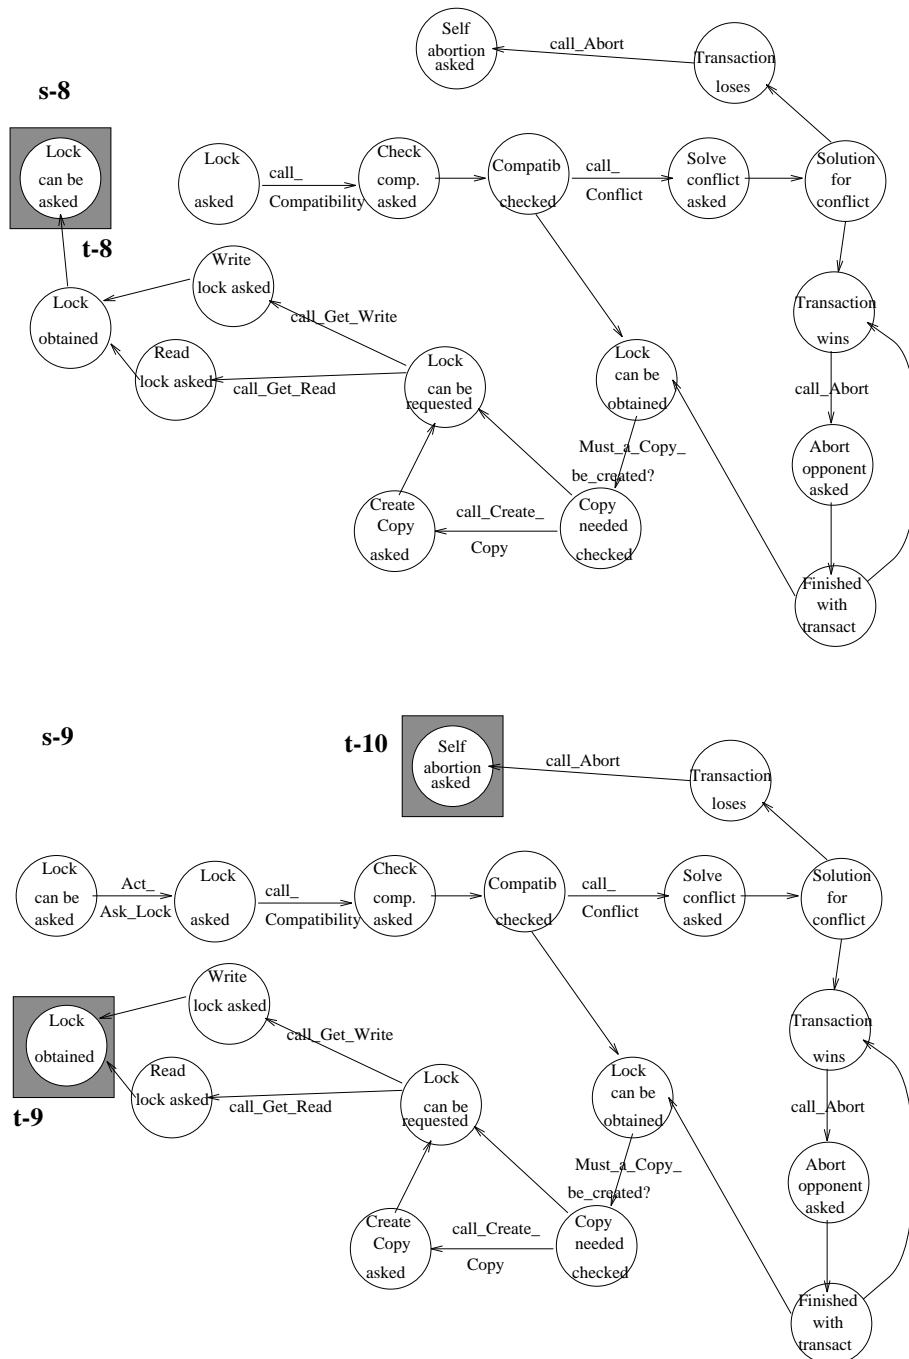 Self
abortion
asked
call_Abort
Transaction
loses
s-8
Lock
can be
asked
t-8
Lock
asked
call_
Compatibility
Check
comp.
asked
Compatib
checked
call_
Conflict
Solve
conflict
asked
Solution
for
conflict
Write
lock asked
call_Get_Write
Lock
obtained
Read
lock asked
call_Get_Read
Lock
can be
requested
Lock
can be
obtained
Transaction
wins
call_Abort
Must_a_Copy_
be_created?
Abort
opponent
asked
Create
Copy
asked
call_Create_
Copy
Copy
needed
checked
Finished
with
transact
s-9
t-10
Self
abortion
asked
call_Abort
Transaction
loses
Lock
can be
asked
Act_
Ask_Lock
Lock
asked
call_
Compatibility
Check
comp.
asked
Compatib
checked
call_
Conflict
Solve
conflict
asked
Solution
for
conflict
Write
lock asked
call_Get_Write
Lock
obtained
t-9
Read
lock asked
call_Get_Read
Lock
can be
requested
Lock
can be
obtained
Transaction
wins
call_Abort
Must_a_Copy_
be_created?
Abort
opponent
asked
Create
Copy
asked
call_Create_
Copy
Copy
needed
checked
Finished
with
transact